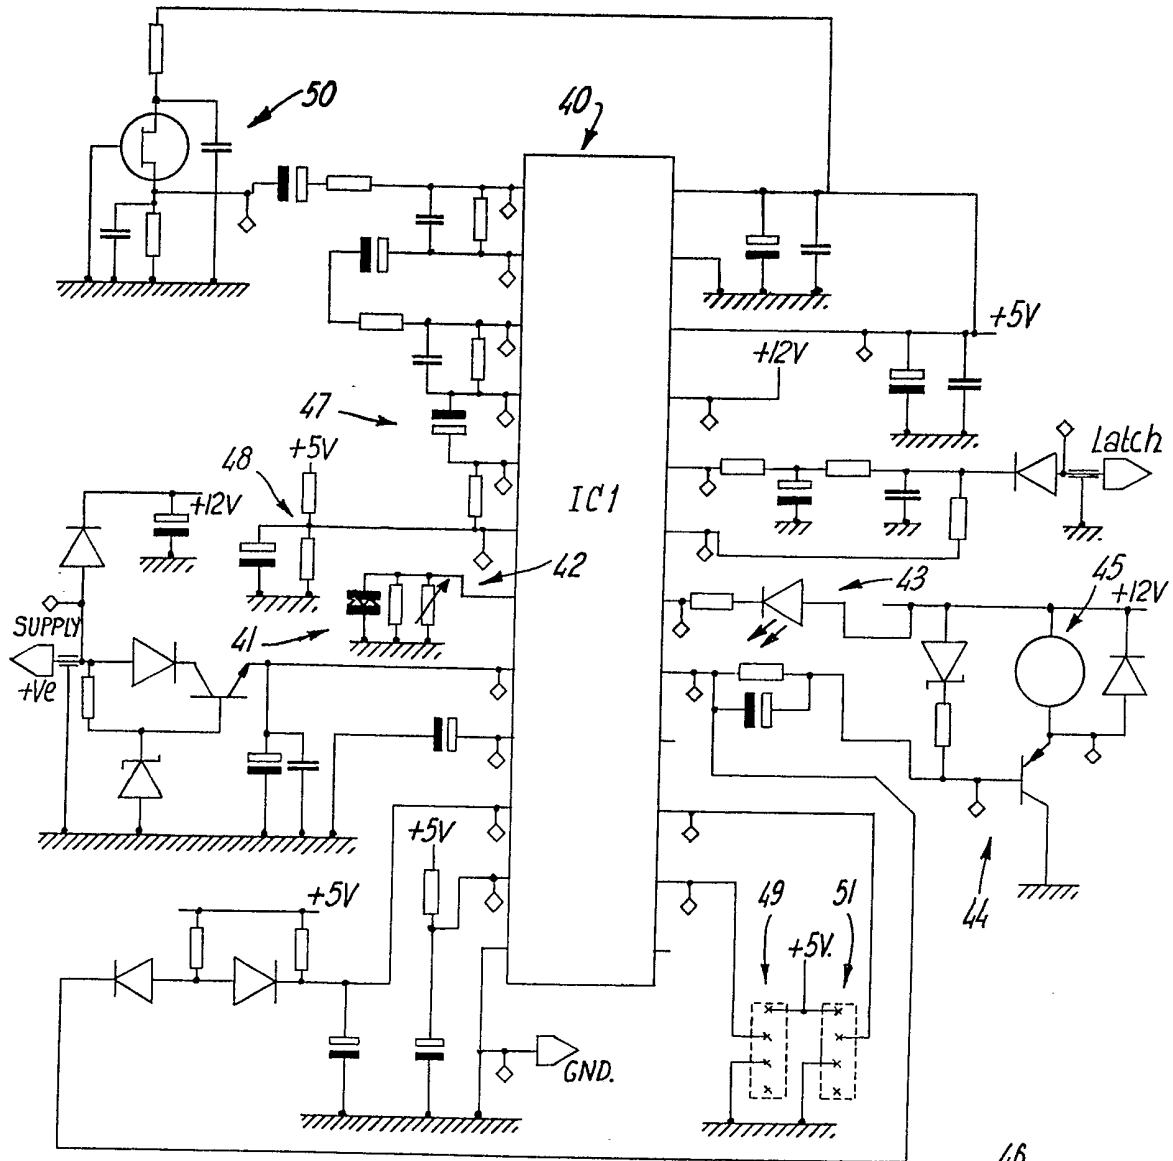 50
40
+5V
+12V
47
Latch
48
+5V
+12V
IC1
42
43
45
+12V
SUPPLY
41
+Ve
+5V
44
+5V
49
51
+5V.
GND.
46